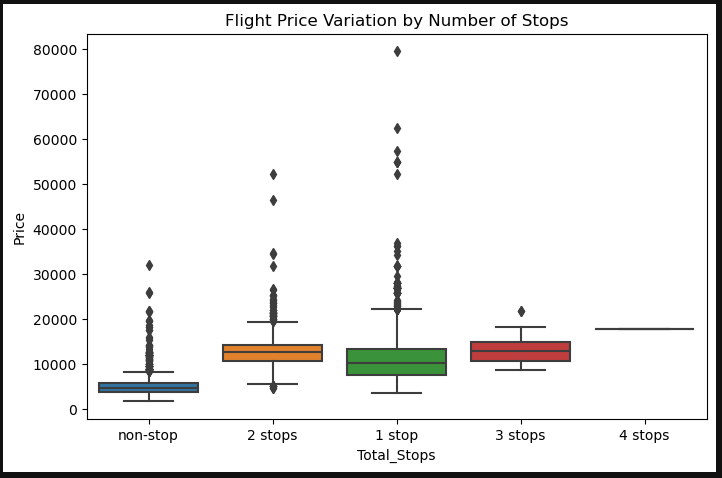 Flight Price Variation by Number of Stops
80000
70000
60000
50000
40000
30000
20000
10000
0
Price
non-stop 2 stops 1 stop 3 stops 4 stops
Total_Stops